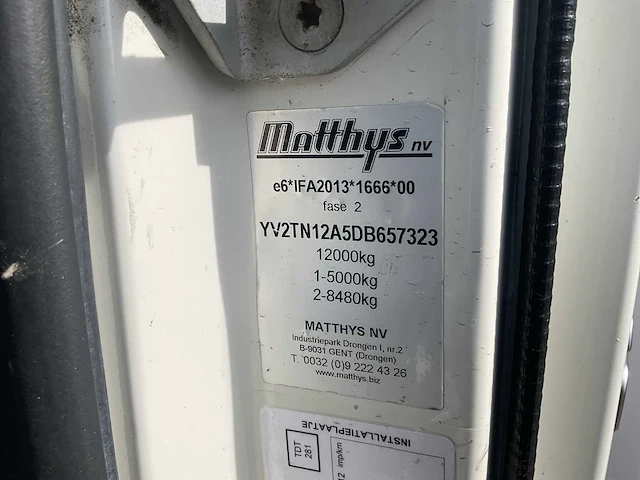 Matthys nv
e6*IFA2013*1666*00
fase 2
YV2TN12A5DB657323
12000kg
1-5000kg
2-8480kg
MATTHYS NV
Industriepark Drongen I, nr.2
B-9031 GENT (Drongen)
T. 0032 (0)9 222 43 26
www.matthys.biz
INSTALLATIEPLAATJE
TDT
281
imp/km